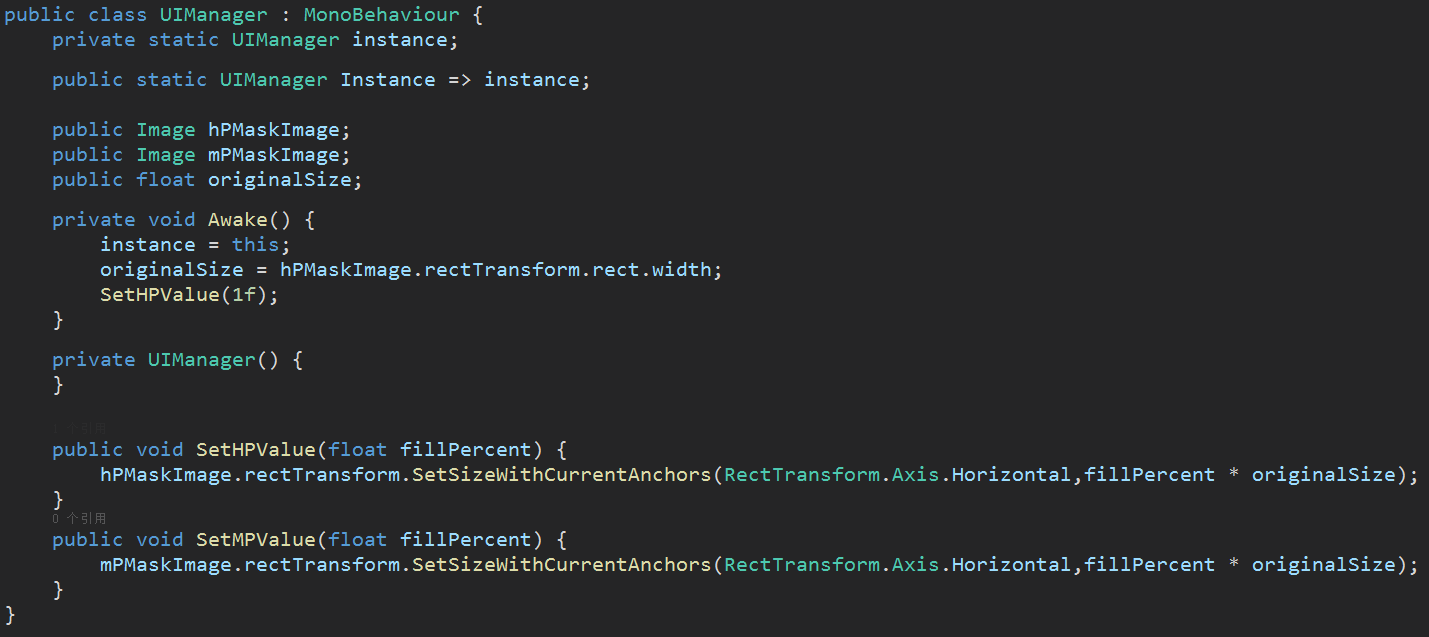 public class UIManager : MonoBehaviour {
private static UIManager instance;
public static UIManager Instance => instance;
public Image hPMaskImage;
public Image mPMaskImage;
public float originalSize;
private void Awake() {
instance = this;
originalSize = hPMaskImage.rectTransform.rect.width;
SetHPValue(1f);
}
private UIManager() {
}
public void SetHPValue(float fillPercent) {
hPMaskImage.rectTransform.SetSizeWithCurrentAnchors(RectTransform.Axis.Horizontal,fillPercent * originalSize);
}
0 个引用
public void SetMPValue(float fillPercent) {
mPMaskImage.rectTransform.SetSizeWithCurrentAnchors(RectTransform.Axis.Horizontal,fillPercent * originalSize);
}
}